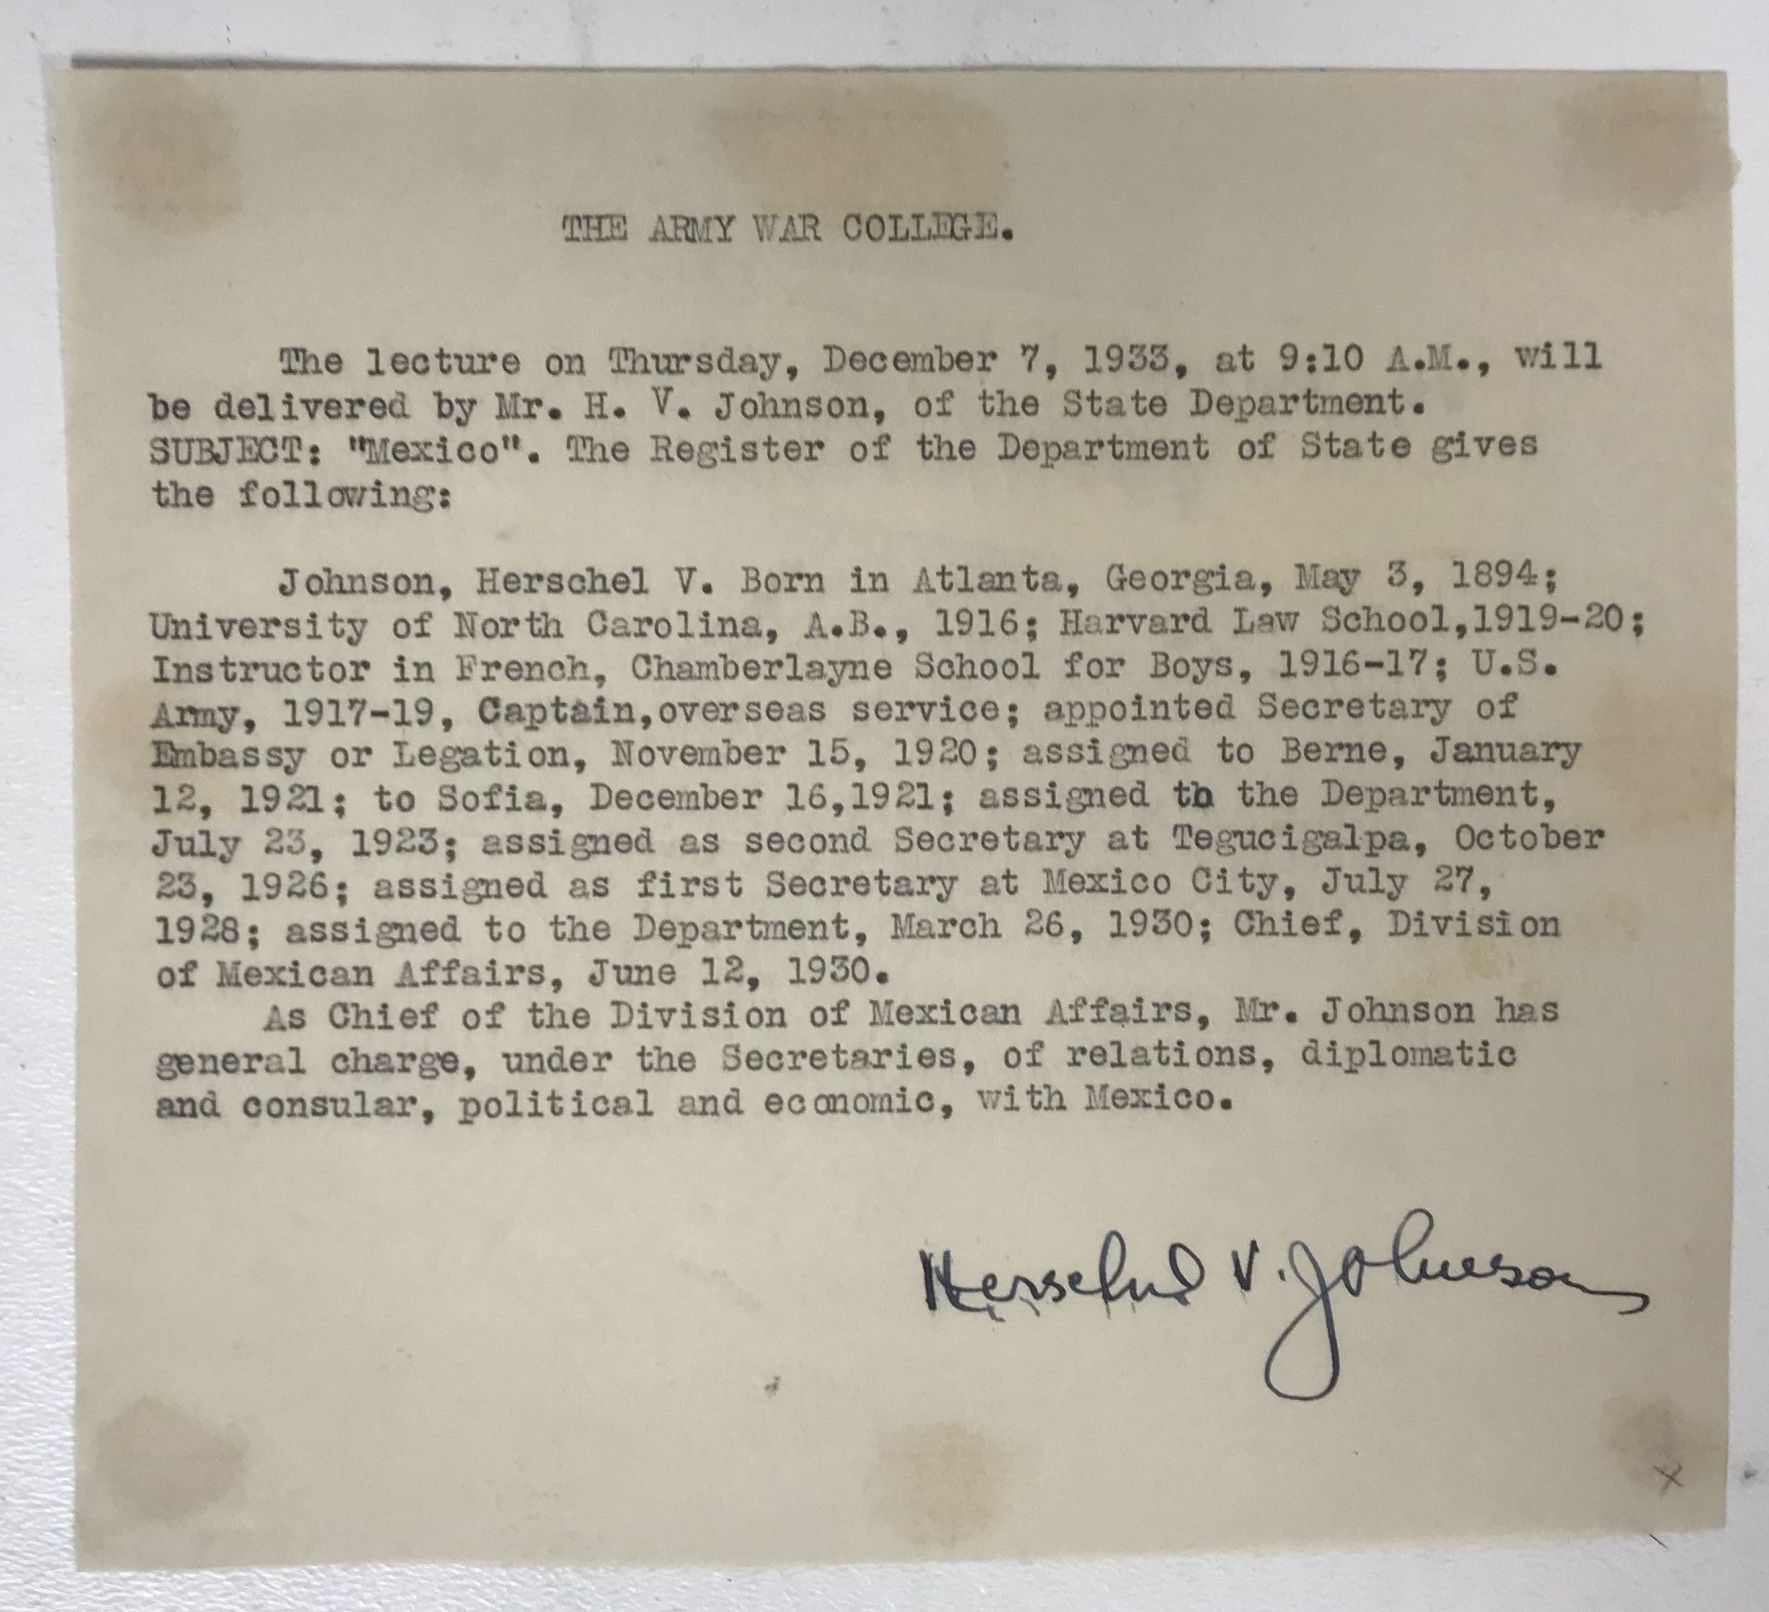 THE ARMY WAR COLLEGE.
The lecture on Thursday, December 7, 1933, at 9:10 A.M., will
be delivered by Mr. H. V. Johnson, of the State Department.
SUBJECT: "Mexico". The Register of the Department of State gives
the following:
Johnson, Herschel V. Born in Atlanta, Georgia, May 3, 1894;
University of North Carolina, A.B., 1916; Harvard Law School,1919-20;
Instructor in French, Chamberlayne School for Boys, 1916-17; U.S.
Army, 1917-19, Captain,overseas service; appointed Secretary of
Embassy or Legation, November 15, 1920; assigned to Berne, January
12, 1921; to Sofia, December 16,1921; assigned to the Department,
July 23, 1923; assigned as second Secretary at Tegucigalpa, October
23, 1926; assigned as first Secretary at Mexico City, July 27,
1928; assigned to the Department, March 26, 1930; Chief, Division
of Mexican Affairs, June 12, 1930.
As Chief of the Division of Mexican Affairs, Mr. Johnson has
general charge, under the Secretaries, of relations, diplomatic
and consular, political and economic, with Mexico.
Herschel V. Johnson
x